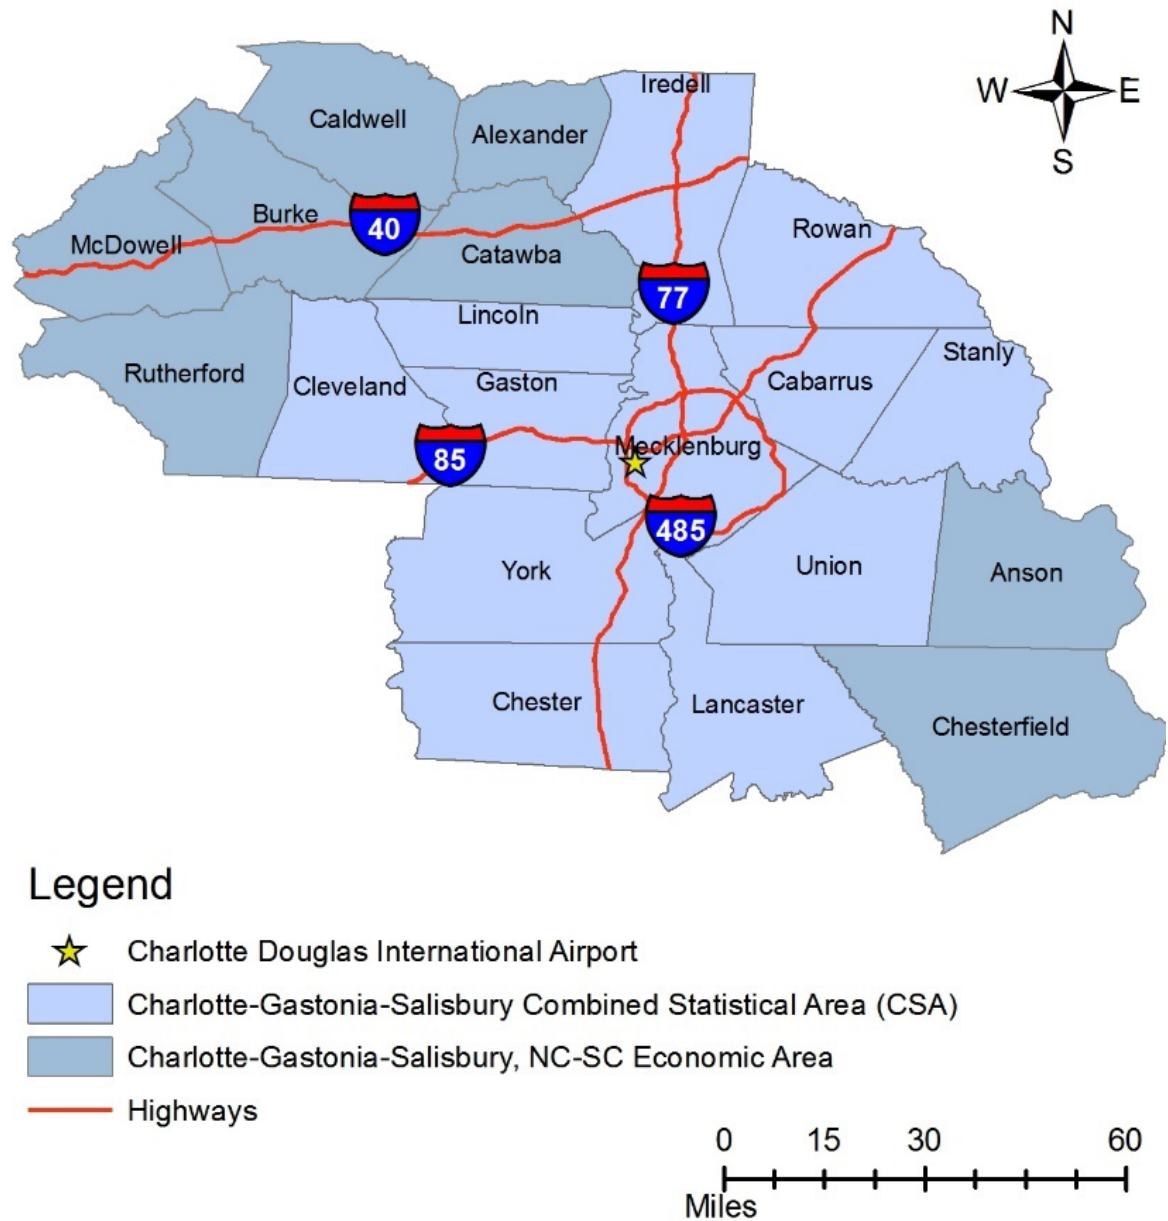 N
W E
S
Iredell
Caldwell
Alexander
Burke
40
Rowan
McDowell
Catawba
77
Lincoln
Stanly
Rutherford
Cleveland
Gaston
Cabarrus
85
Mecklenburg
485
York
Union
Anson
Chester
Lancaster
Chesterfield
Legend
Charlotte Douglas International Airport
Charlotte-Gastonia-Salisbury Combined Statistical Area (CSA)
Charlotte-Gastonia-Salisbury, NC-SC Economic Area
Highways
0 15 30 60
Miles